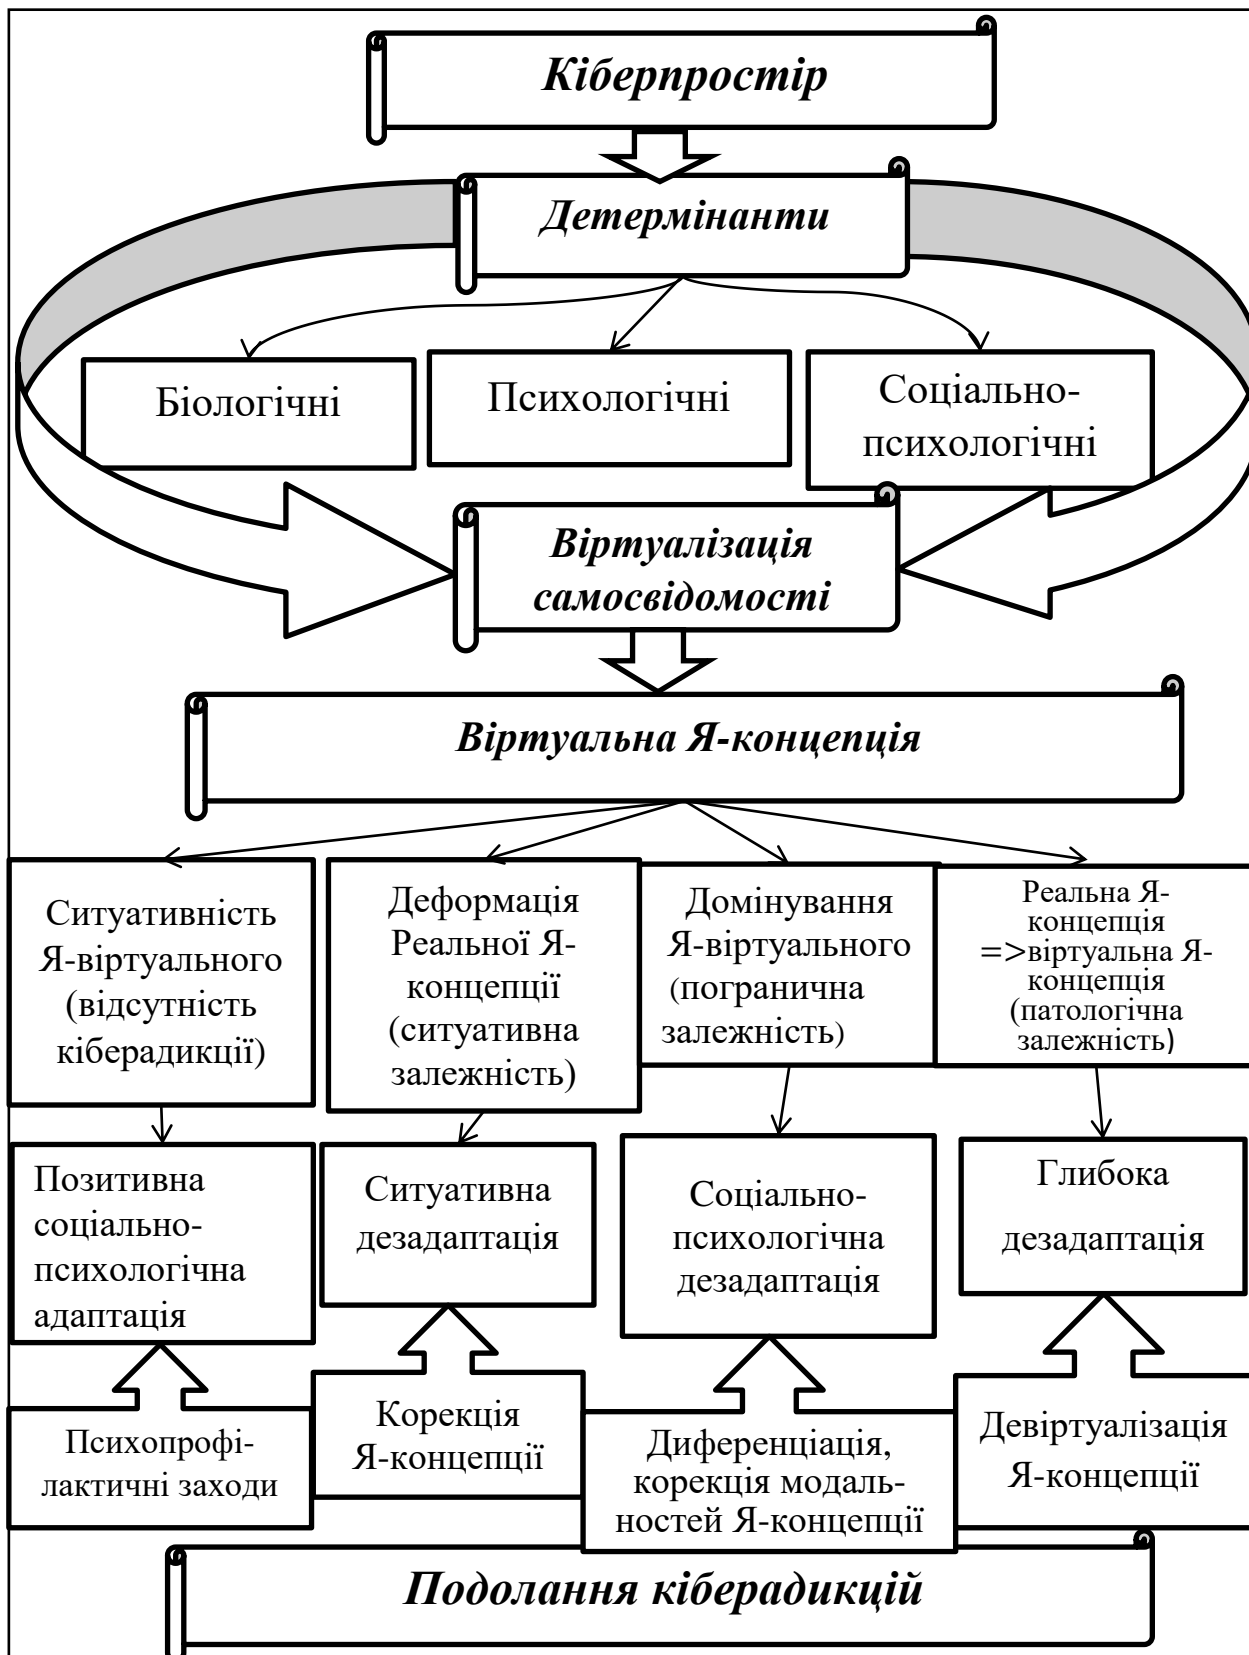 Кіберпростір
Детермінанти
Біологічні
Психологічні
Соціально-
психологічні
Віртуалізація
самосвідомості
Віртуальна Я-концепція
Ситуативність
Я-віртуального
(відсутність
кіберадикції)
Деформація
Реальної Я-
концепції
(ситуативна
залежність)
Домінування
Я-віртуального
(погранична
залежність)
Реальна Я-
концепція
=>віртуальна Я-
концепція
(патологічна
залежність)
Позитивна
соціально-
психологічна
адаптація
Ситуативна
дезадаптація
Соціально-
психологічна
дезадаптація
Глибока
дезадаптація
Психопрофі-
лактичні заходи
Корекція
Я-концепції
Диференціація,
корекція модаль-
ностей Я-концепції
Девіртуалізація
Я-концепції
Подолання кіберадикцій